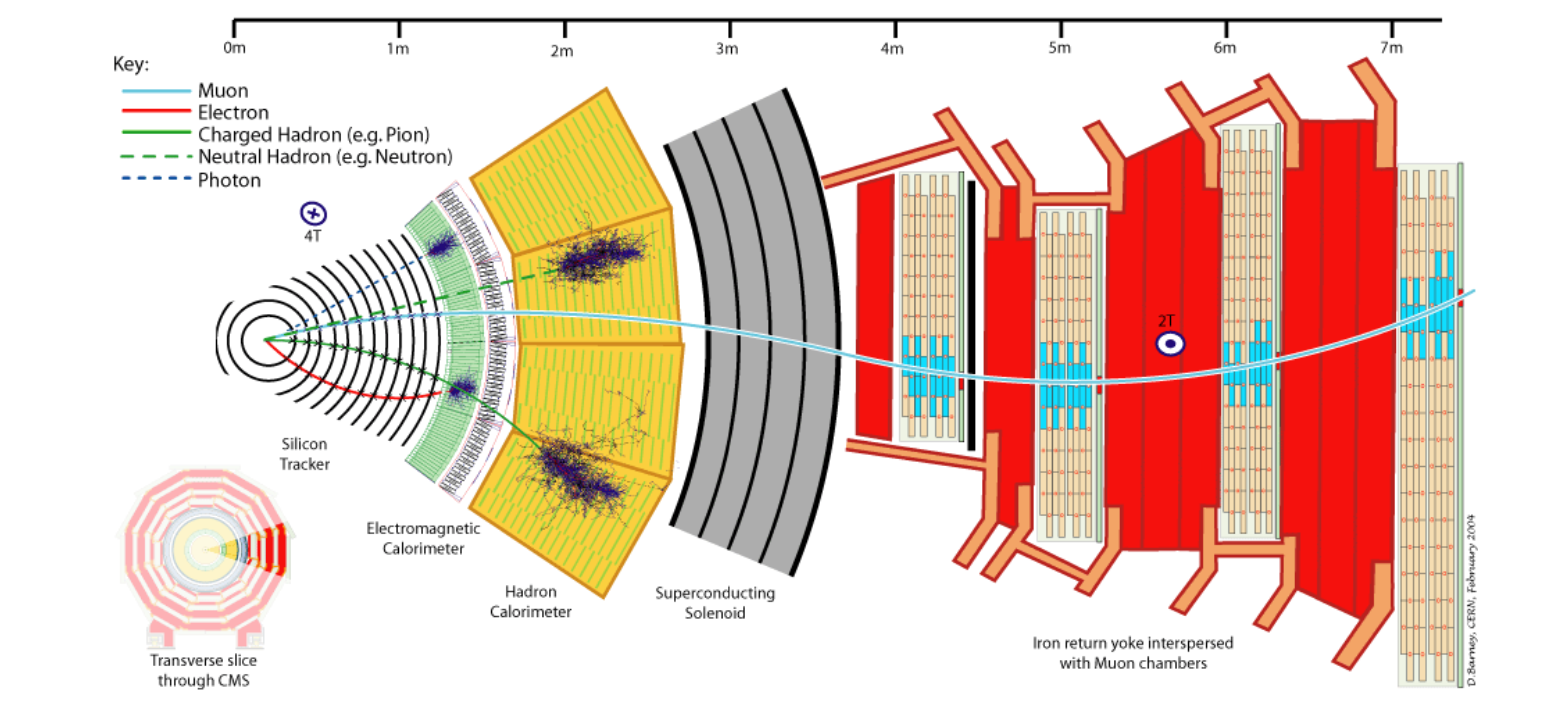 0m 1m 2m 3m 4m 5m 6m 7m
Key:
Muon
Electron
Charged Hadron (e.g. Pion)
Neutral Hadron (e.g. Neutron)
Photon
4T
2T
Silicon
Tracker
Electromagnetic
Calorimeter
Hadron
Calorimeter
Superconducting
Solenoid
Iron return yoke interspersed
with Muon chambers
Transverse slice
through CMS
D.Barney, CERN, February 2004